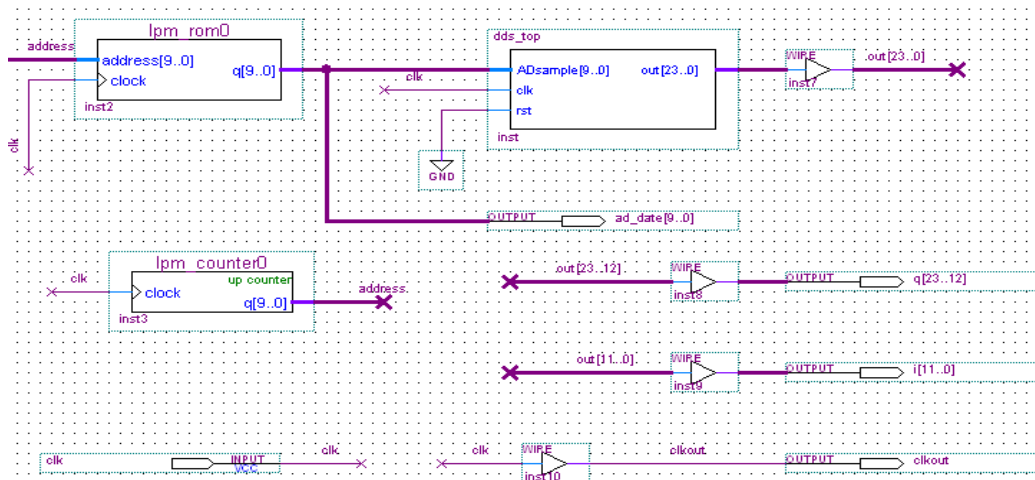 lpm_rom0
address
address[9..0]
clock
q[9..0]
inst2
clk
dds_top
clk
ADsample[9..0]
out[23..0]
clk
rst
inst
GND
WIRE
inst7
out[23..0]
OUTPUT
ad_date[9..0]
lpm_counter0
clk
up counter
clock
q[9..0]
inst3
address
out[23..12]
WIRE
inst8
OUTPUT
q[23..12]
out[11..0]
WIRE
inst9
OUTPUT
i[11..0]
clk
INPUT
VCC
clk
clk
WIRE
inst10
clkout
OUTPUT
clkout